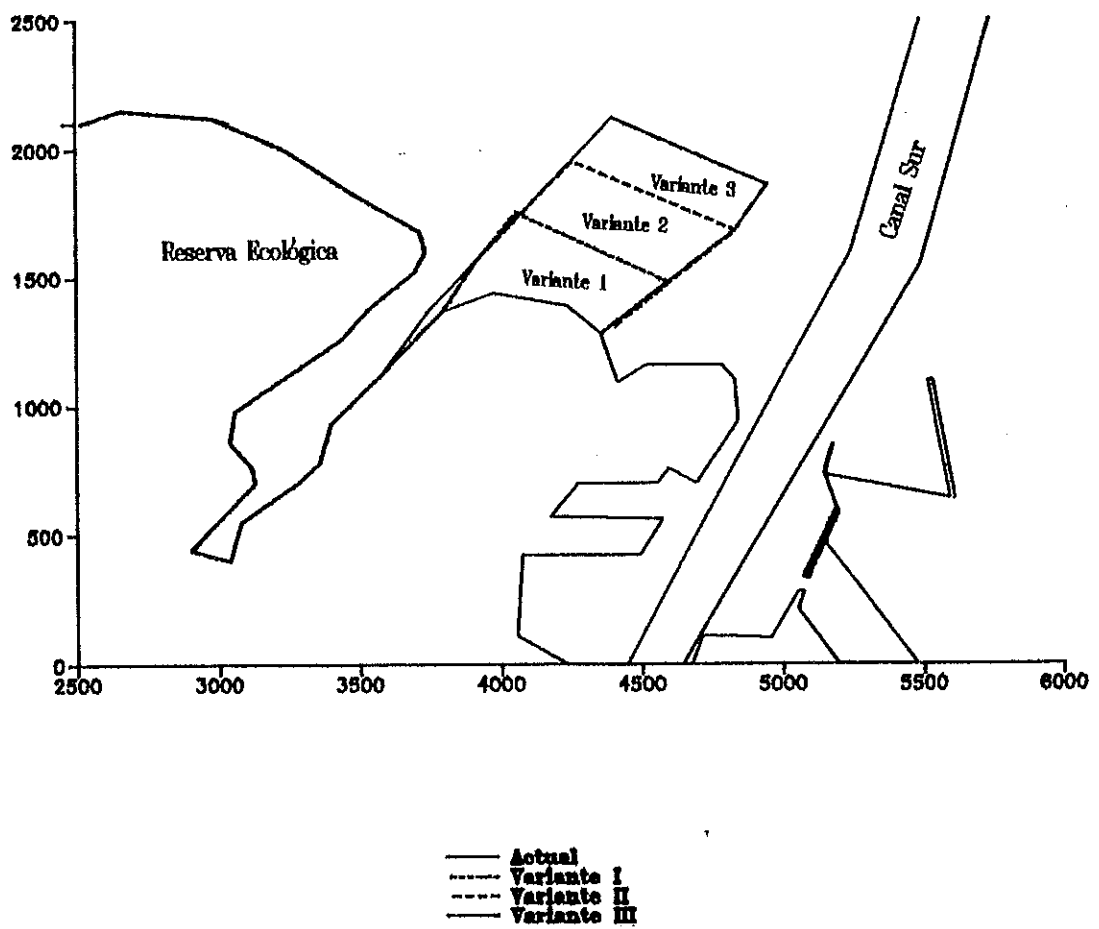 2500
2000
1500
1000
500
0
Reserva Ecológica
Variante 3
Variante 2
Variante 1
Canal Sur
2500 3000 3500 4000 4500 5000 5500 6000
Actual
Variante I
Variante II
Variante III